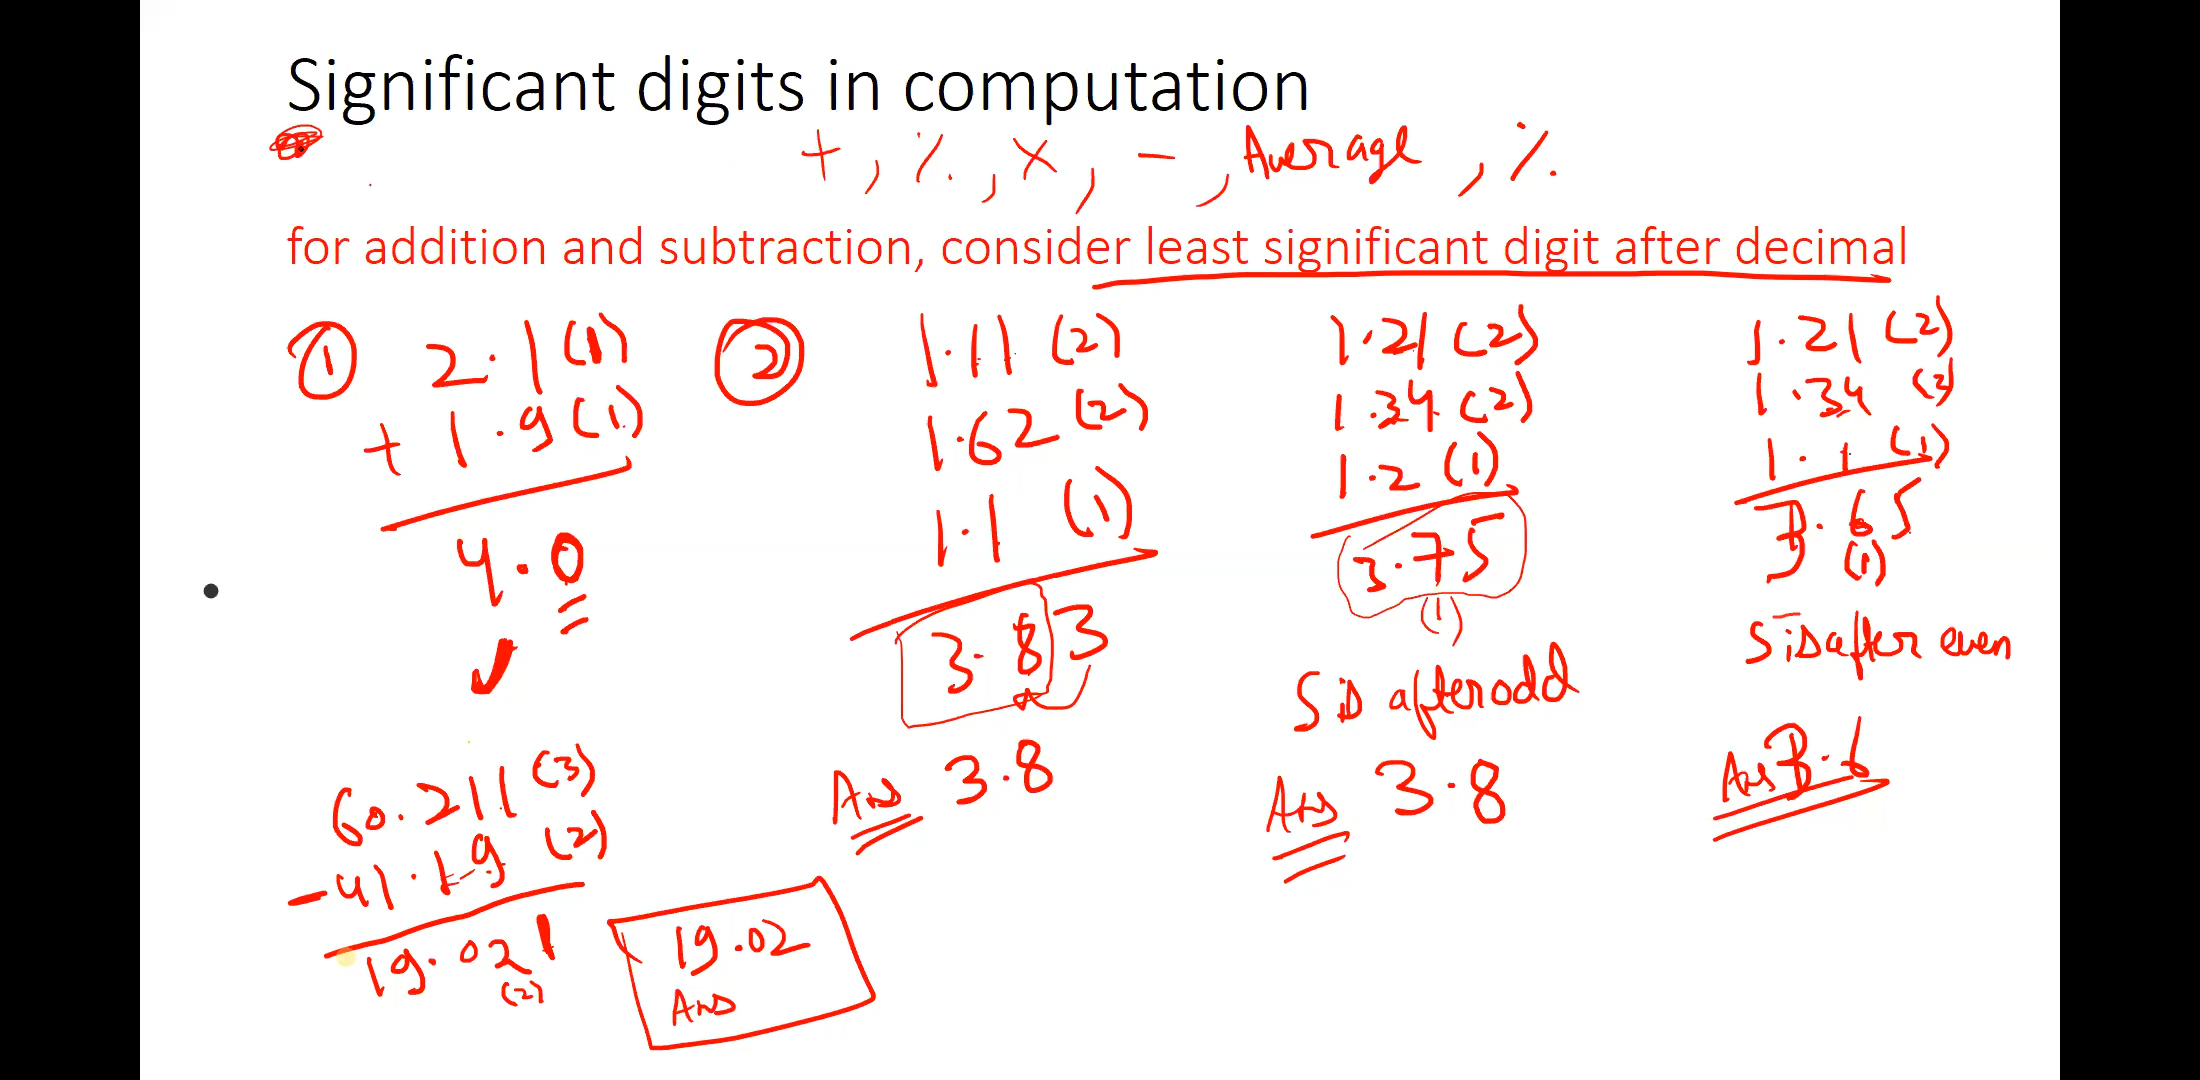 Significant digits in computation
+, ٪, ×, -, Average, ٪
for addition and subtraction, consider least significant digit after decimal
① 2.1 (1)
+ 1.9 (1)
4.0
② 1.11 (2)
1.62 (2)
1.1 (1)
3.83
Ans 3.8
1.21 (2)
1.34 (2)
1.2 (1)
3.75
(1)
5 is after odd
Ans 3.8
1.21 (2)
1.34 (2)
1.1 (1)
3.65
(1)
5 is after even
Ans 3.6
60.211 (3)
- 41.19 (2)
19.021
(2)
19.02
Ans